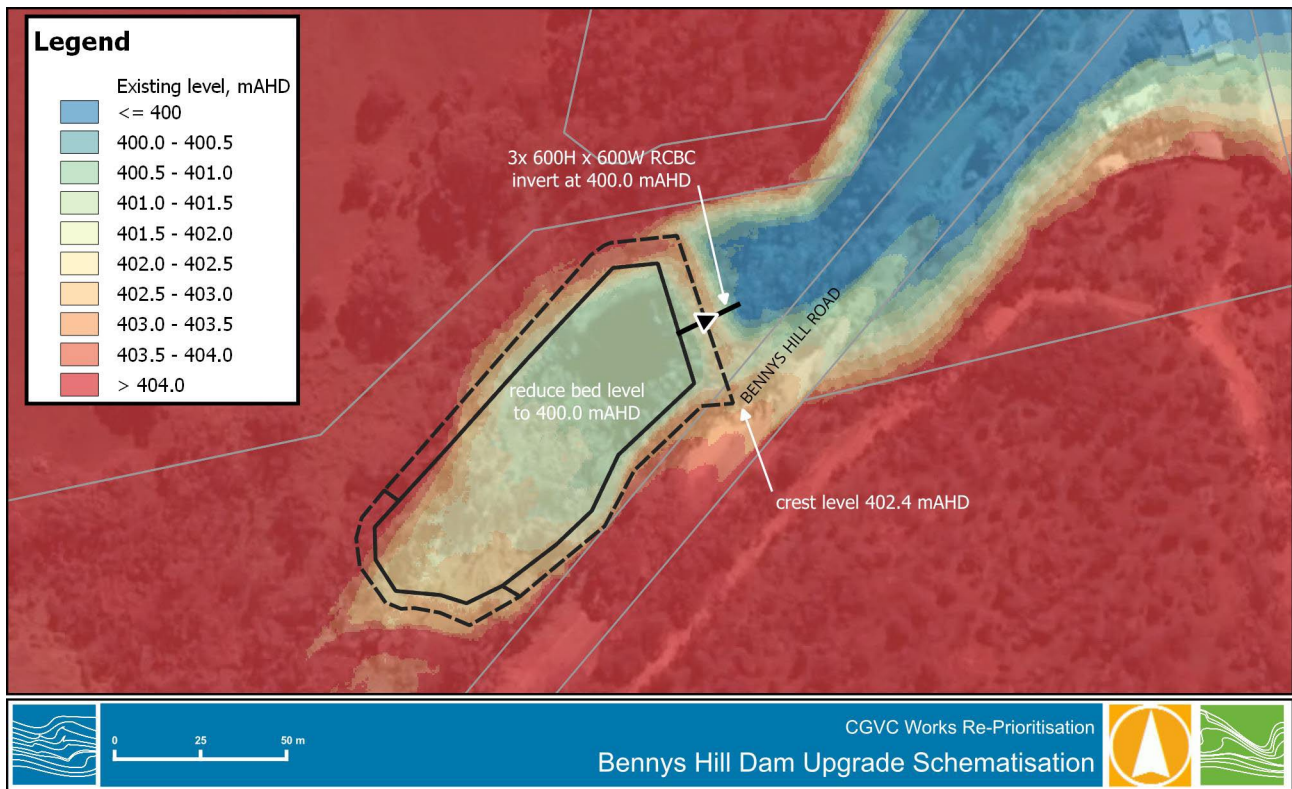 Legend
Existing level, mAHD
<= 400
400.0 - 400.5
400.5 - 401.0
401.0 - 401.5
401.5 - 402.0
402.0 - 402.5
402.5 - 403.0
403.0 - 403.5
403.5 - 404.0
> 404.0
3x 600H x 600W RCBC
invert at 400.0 mAHD
BENNYS HILL ROAD
reduce bed level
to 400.0 mAHD
crest level 402.4 mAHD
0 25 50 m
CGVC Works Re-Prioritisation
Bennys Hill Dam Upgrade Schematisation